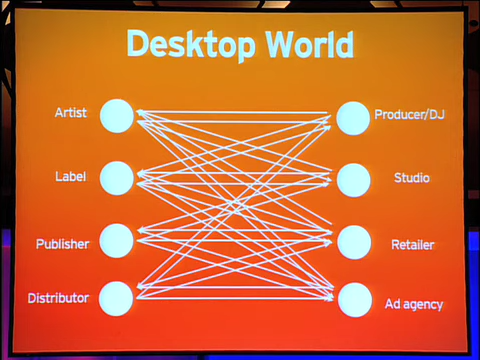 Desktop World
Artist
Producer/DJ
Label
Studio
Publisher
Retailer
Distributor
Ad agency